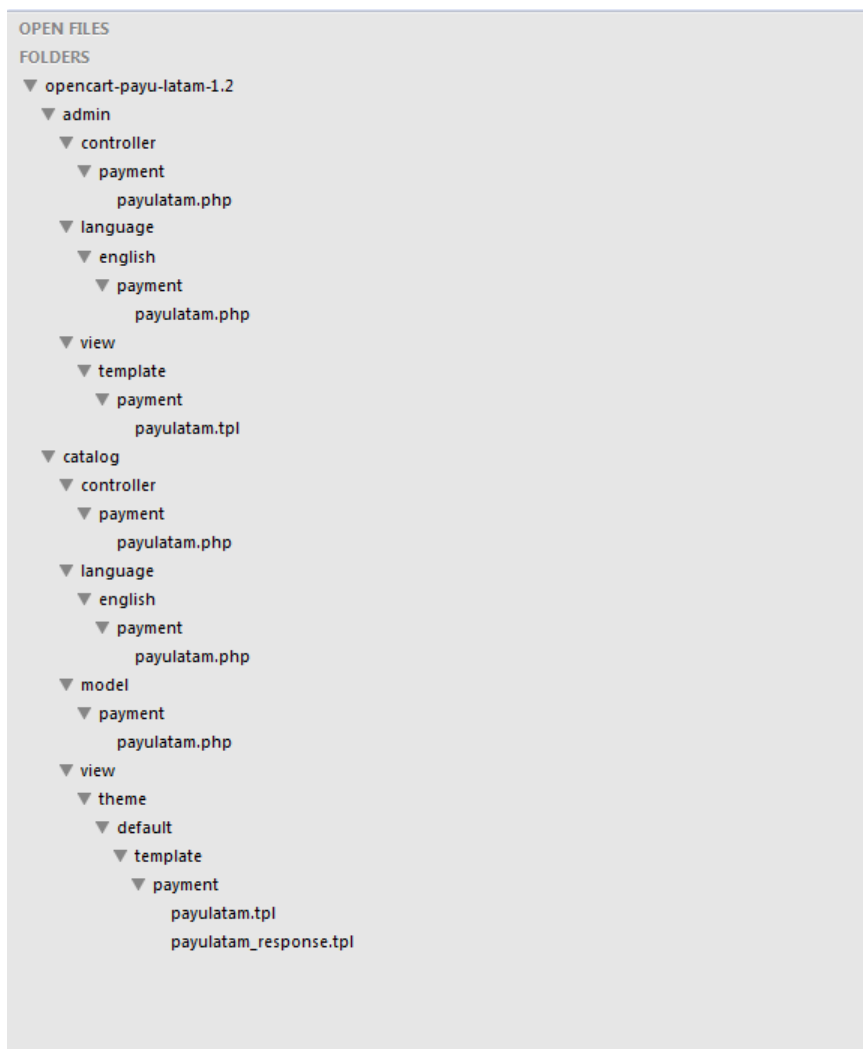 OPEN FILES
FOLDERS
opencart-payu-latam-1.2
admin
controller
payment
payulatam.php
language
english
payment
payulatam.php
view
template
payment
payulatam.tpl
catalog
controller
payment
payulatam.php
language
english
payment
payulatam.php
model
payment
payulatam.php
view
theme
default
template
payment
payulatam.tpl
payulatam_response.tpl